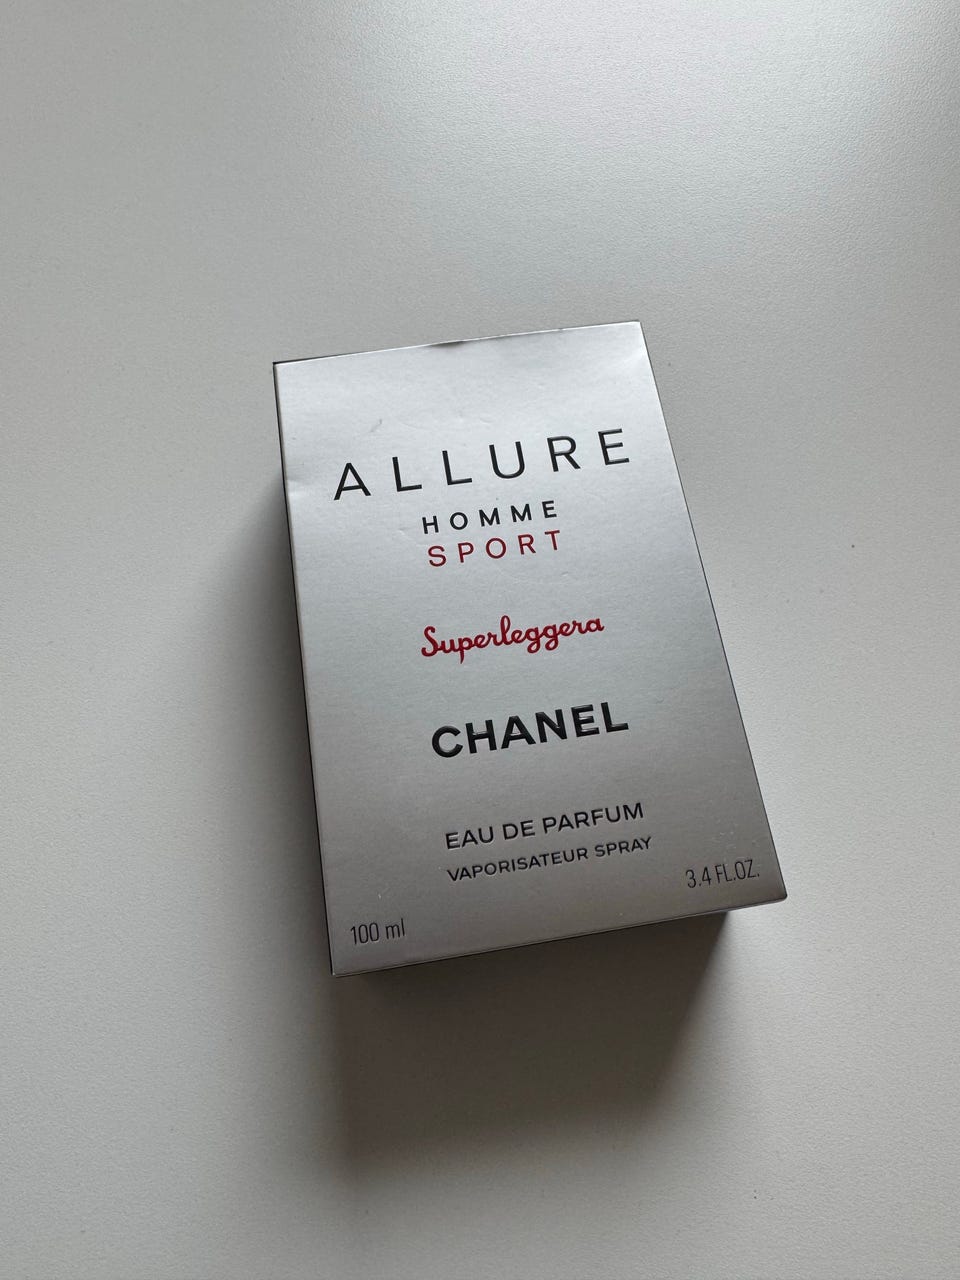 ALLURE
HOMME
SPORT
Superleggera
CHANEL
EAU DE PARFUM
VAPORISATEUR SPRAY
100 ml
3.4 FL.OZ.